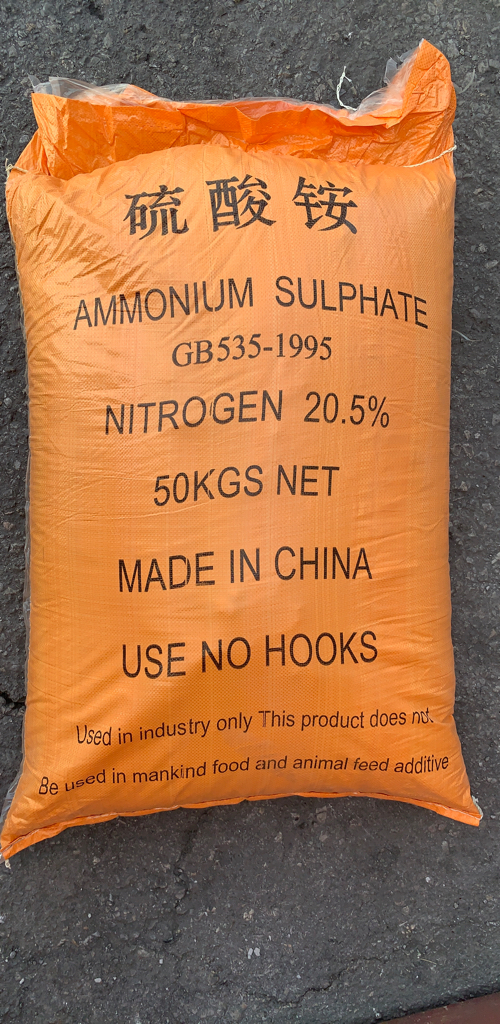 硫酸铵
AMMONIUM SULPHATE
GB535-1995
NITROGEN 20.5%
50KGS NET
MADE IN CHINA
USE NO HOOKS
Used in industry only This product does not
Be used in mankind food and animal feed additive